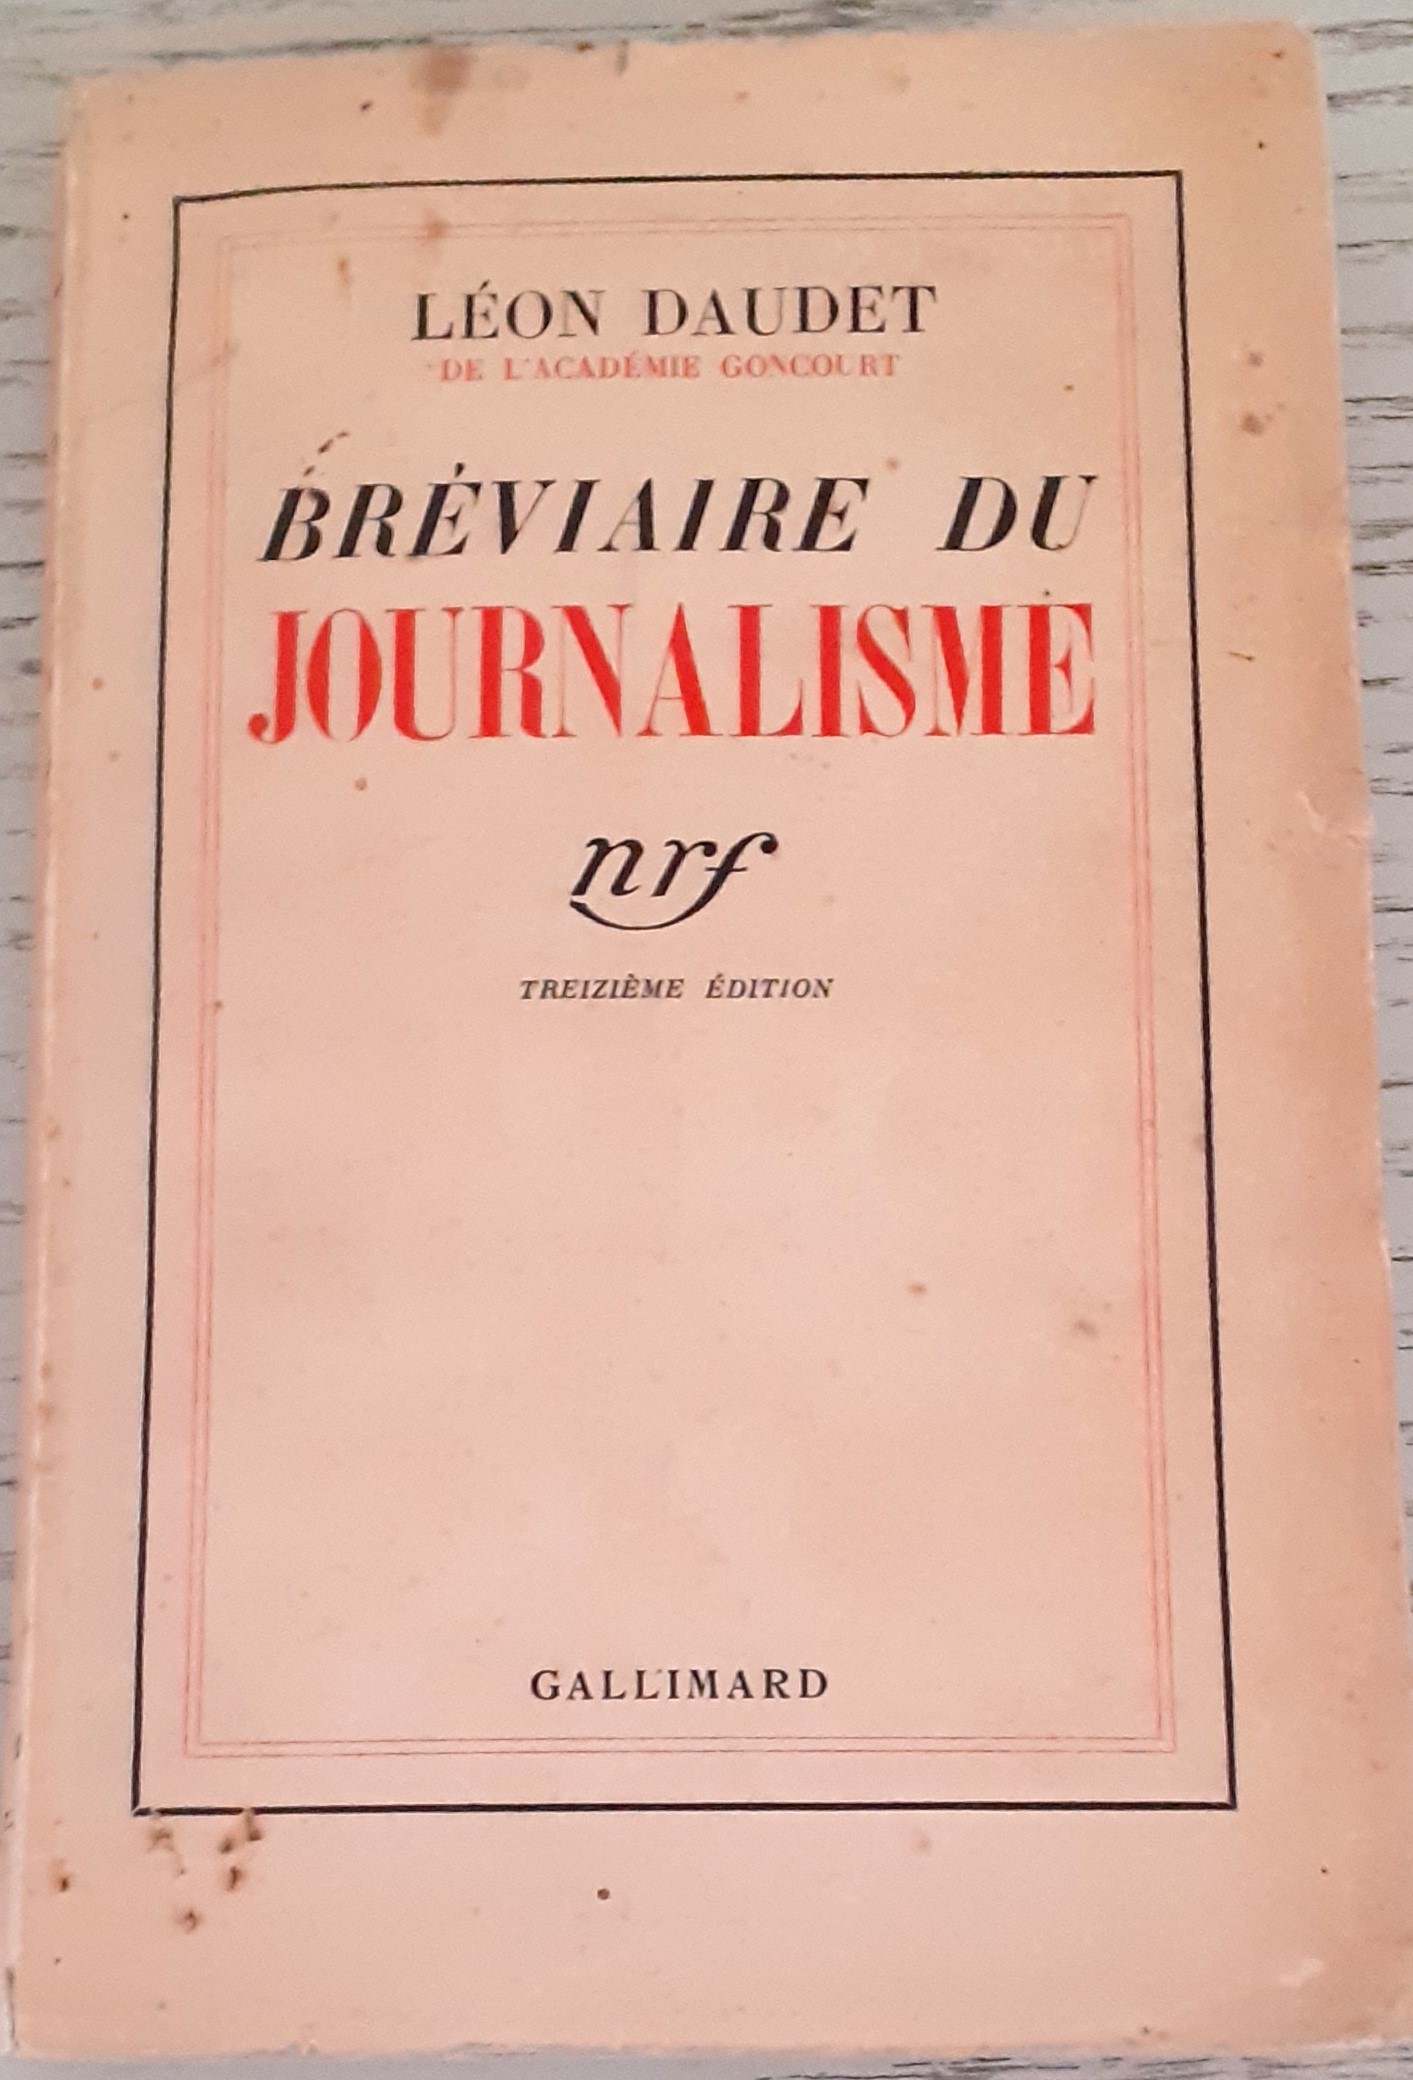 LÉON DAUDET
DE L'ACADÉMIE GONCOURT
BRÉVIAIRE DU
JOURNALISME
nrf
TREIZIÈME ÉDITION
GALLIMARD